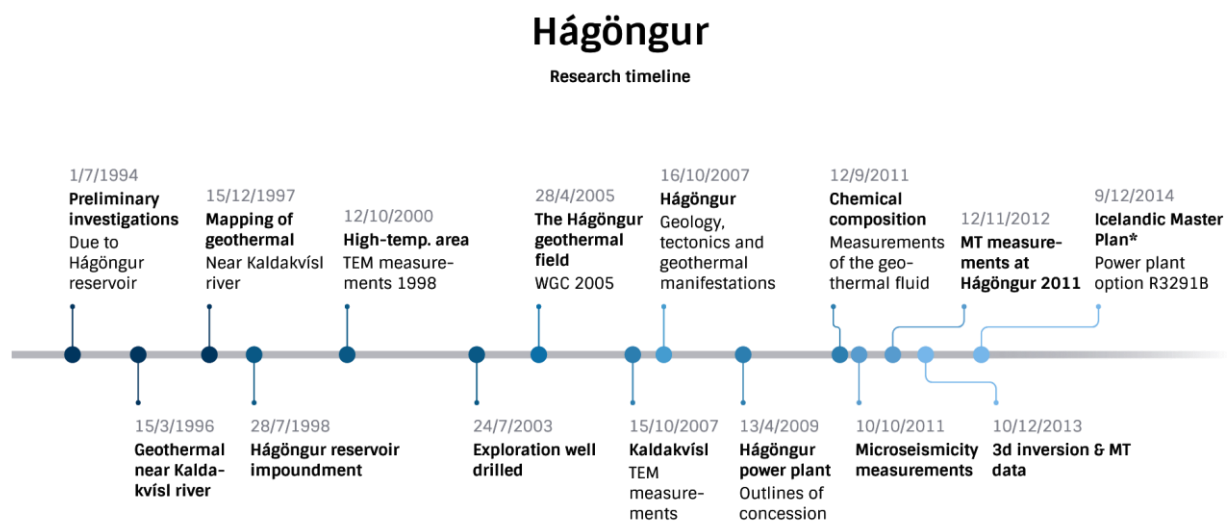 Hágöngur
Research timeline
1/7/1994
Preliminary
investigations
Due to
Hágöngur
reservoir
15/3/1996
Geothermal
near Kalda-
kvísl river
15/12/1997
Mapping of
geothermal
Near Kaldakvísl
river
28/7/1998
Hágöngur reservoir
impoundment
12/10/2000
High-temp. area
TEM measure-
ments 1998
24/7/2003
Exploration well
drilled
28/4/2005
The Hágöngur
geothermal
field
WGC 2005
15/10/2007
Kaldakvísl
TEM
measure-
ments
16/10/2007
Hágöngur
Geology,
tectonics and
geothermal
manifestations
13/4/2009
Hágöngur
power plant
Outlines of
concession
12/9/2011
Chemical
composition
Measurements
of the geo-
thermal fluid
10/10/2011
Microseismicity
measurements
12/11/2012
MT measure-
ments at
Hágöngur 2011
10/12/2013
3d inversion & MT
data
9/12/2014
Icelandic Master
Plan*
Power plant
option R3291B